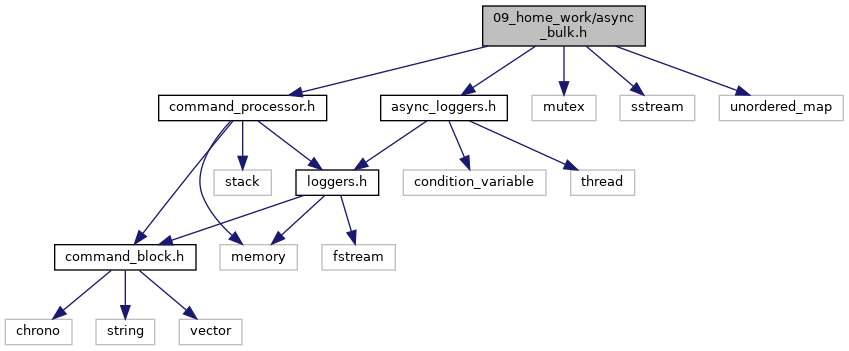 09_home_work/async
_bulk.h
command_processor.h
async_loggers.h
mutex
sstream
unordered_map
stack
loggers.h
condition_variable
thread
command_block.h
memory
fstream
chrono
string
vector